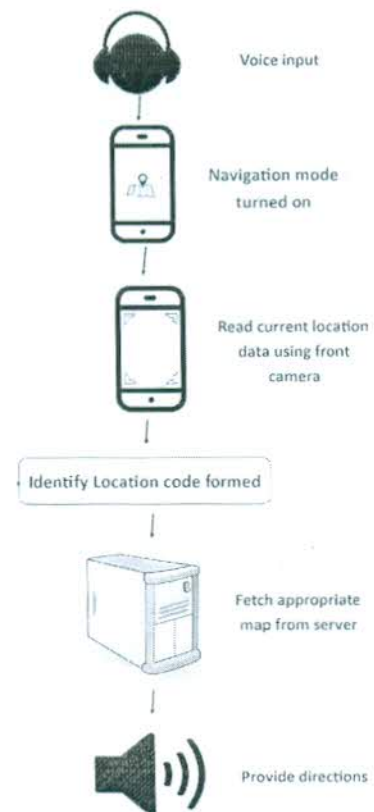 Voice input
Navigation mode
turned on
Read current location
data using front
camera
Identify Location code formed
Fetch appropriate
map from server
Provide directions